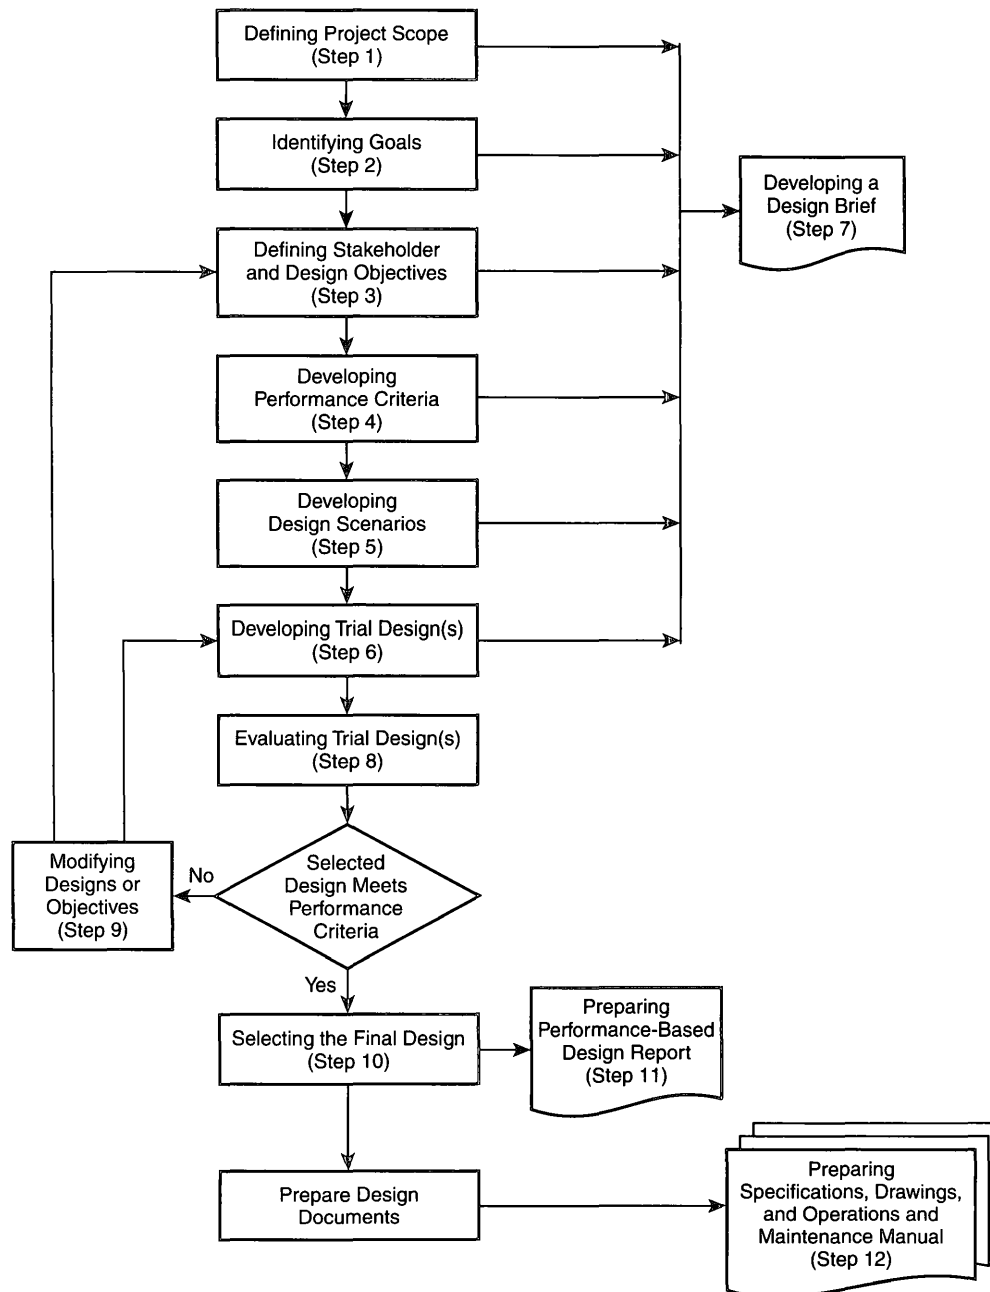 Defining Project Scope
(Step 1)
Identifying Goals
(Step 2)
Developing a
Design Brief
(Step 7)
Defining Stakeholder
and Design Objectives
(Step 3)
Developing
Performance Criteria
(Step 4)
Developing
Design Scenarios
(Step 5)
Developing Trial Design(s)
(Step 6)
Evaluating Trial Design(s)
(Step 8)
Modifying
Designs or
Objectives
(Step 9)
No
Selected
Design Meets
Performance
Criteria
Yes
Selecting the Final Design
(Step 10)
Preparing
Performance-Based
Design Report
(Step 11)
Prepare Design
Documents
Preparing
Specifications, Drawings,
and Operations and
Maintenance Manual
(Step 12)